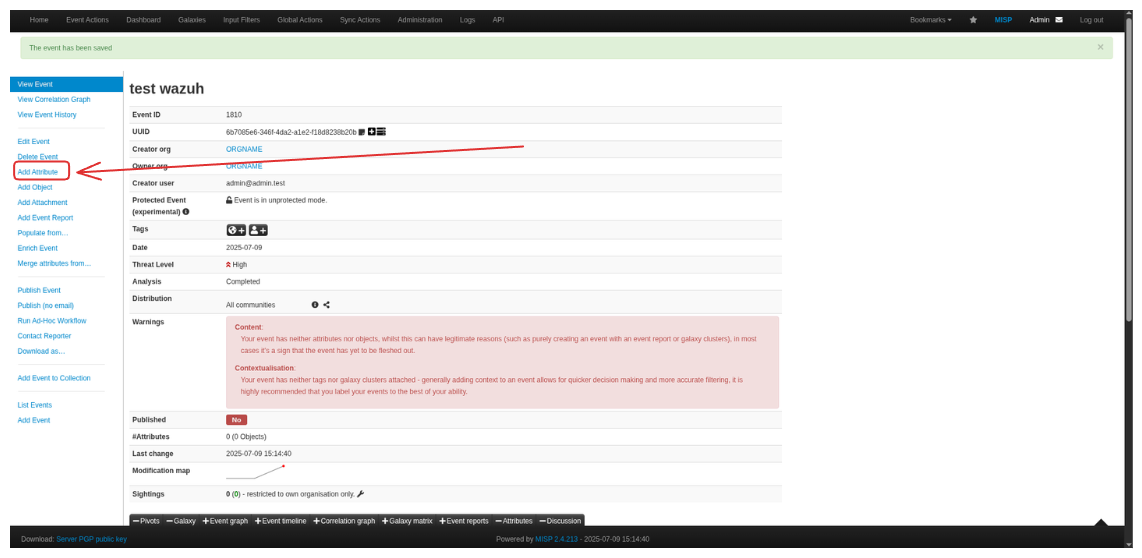 Home Event Actions Dashboard Galaxies Input Filters Global Actions Sync Actions Administration Logs API Bookmarks MISP Admin Log out
The event has been saved ×
View Event
View Correlation Graph
View Event History
Edit Event
Delete Event
Add Attribute
Add Object
Add Attachment
Add Event Report
Populate from…
Enrich Event
Merge attributes from…
Publish Event
Publish (no email)
Run Ad-Hoc Workflow
Contact Reporter
Download as…
Add Event to Collection
List Events
Add Event
test wazuh
Event ID 1810
UUID 6b7085e6-346f-4da2-a1e2-f18d8238b20b
Creator org ORGNAME
Owner org ORGNAME
Creator user admin@admin.test
Protected Event (experimental) Event is in unprotected mode.
Tags
Date 2025-07-09
Threat Level High
Analysis Completed
Distribution All communities
Warnings
Content:
Your event has neither attributes nor objects, whilst this can have legitimate reasons (such as purely creating an event with an event report or galaxy clusters), in most
cases it's a sign that the event has yet to be fleshed out.
Contextualisation:
Your event has neither tags nor galaxy clusters attached - generally adding context to an event allows for quicker decision making and more accurate filtering, it is
highly recommended that you label your events to the best of your ability.
Published No
#Attributes 0 (0 Objects)
Last change 2025-07-09 15:14:40
Modification map
Sightings 0 (0) - restricted to own organisation only.
Pivots Galaxy Event graph Event timeline Correlation graph Galaxy matrix Event reports Attributes Discussion
Download: Server PGP public key Powered by MISP 2.4.213 - 2025-07-09 15:14:40